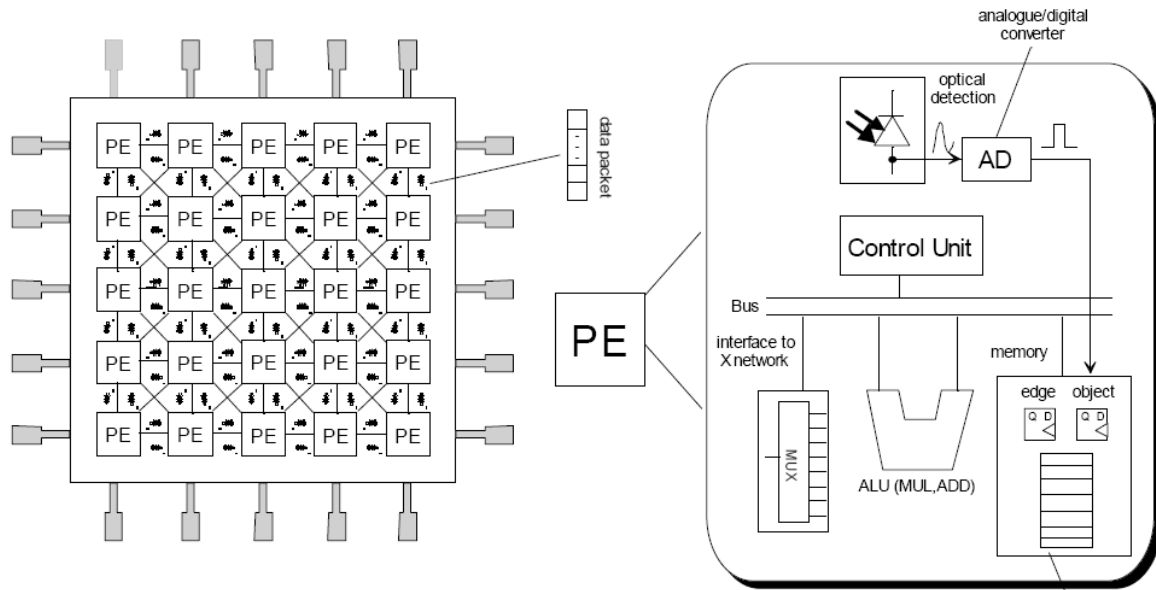 analogue/digital
converter
optical
detection
AD
data packet
PE PE PE PE PE
PE PE PE PE PE
PE PE PE PE PE
PE PE PE PE PE
PE PE PE PE PE
PE
Control Unit
Bus
interface to
X network
memory
edge object
Q D Q D
MUX
ALU (MUL,ADD)